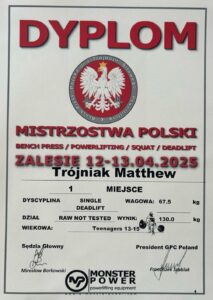 DYPLOM
MISTRZOSTWA POLSKI
BENCH PRESS / POWERLIFTING / SQUAT / DEADLIFT
ZALESIE 12-13.04.2025
Trójniak Matthew
1 MIEJSCE
DYSCYPLINA SINGLE DEADLIFT WAGOWA: 67.5 kg
DZIAŁ RAW NOT TESTED WYNIK: 130.0 kg
WIEKOWA: Teenagers 13-15
Sędzia Główny President GPC Poland
Mirosław Borkowski
MONSTER
POWER
powerlifting equipment